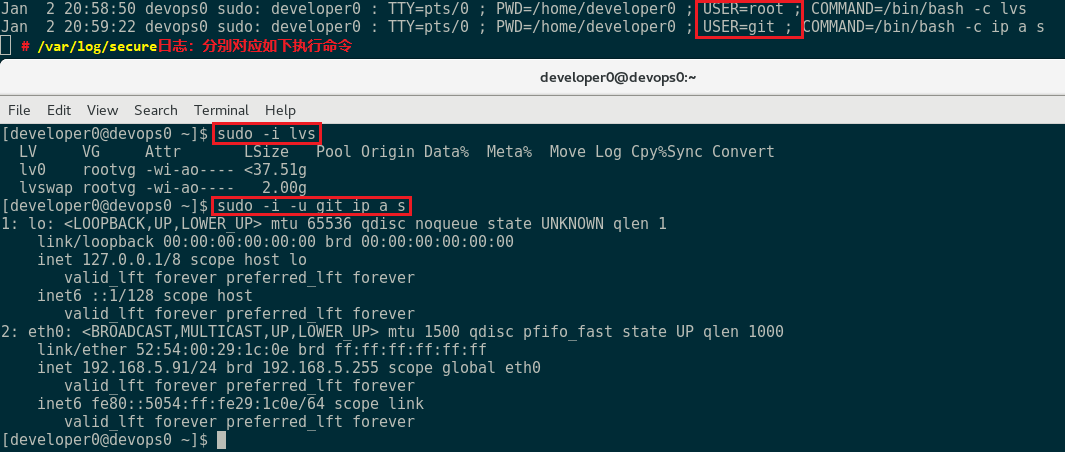 Jan  2 20:58:50 devops0 sudo: developer0 : TTY=pts/0 ; PWD=/home/developer0 ; USER=root ; COMMAND=/bin/bash -c lvs
Jan  2 20:59:22 devops0 sudo: developer0 : TTY=pts/0 ; PWD=/home/developer0 ; USER=git ; COMMAND=/bin/bash -c ip a s
# /var/log/secure日志：分别对应如下执行命令
developer0@devops0:~
File Edit View Search Terminal Help
[developer0@devops0 ~]$ sudo -i lvs
  LV     VG     Attr       LSize   Pool Origin Data%  Meta%  Move Log Cpy%Sync Convert
  lv0    rootvg -wi-ao---- <37.51g
  lvswap rootvg -wi-ao----   2.00g
[developer0@devops0 ~]$ sudo -i -u git ip a s
1: lo: <LOOPBACK,UP,LOWER_UP> mtu 65536 qdisc noqueue state UNKNOWN qlen 1
    link/loopback 00:00:00:00:00:00 brd 00:00:00:00:00:00
    inet 127.0.0.1/8 scope host lo
       valid_lft forever preferred_lft forever
    inet6 ::1/128 scope host
       valid_lft forever preferred_lft forever
2: eth0: <BROADCAST,MULTICAST,UP,LOWER_UP> mtu 1500 qdisc pfifo_fast state UP qlen 1000
    link/ether 52:54:00:29:1c:0e brd ff:ff:ff:ff:ff:ff
    inet 192.168.5.91/24 brd 192.168.5.255 scope global eth0
       valid_lft forever preferred_lft forever
    inet6 fe80::5054:ff:fe29:1c0e/64 scope link
       valid_lft forever preferred_lft forever
[developer0@devops0 ~]$